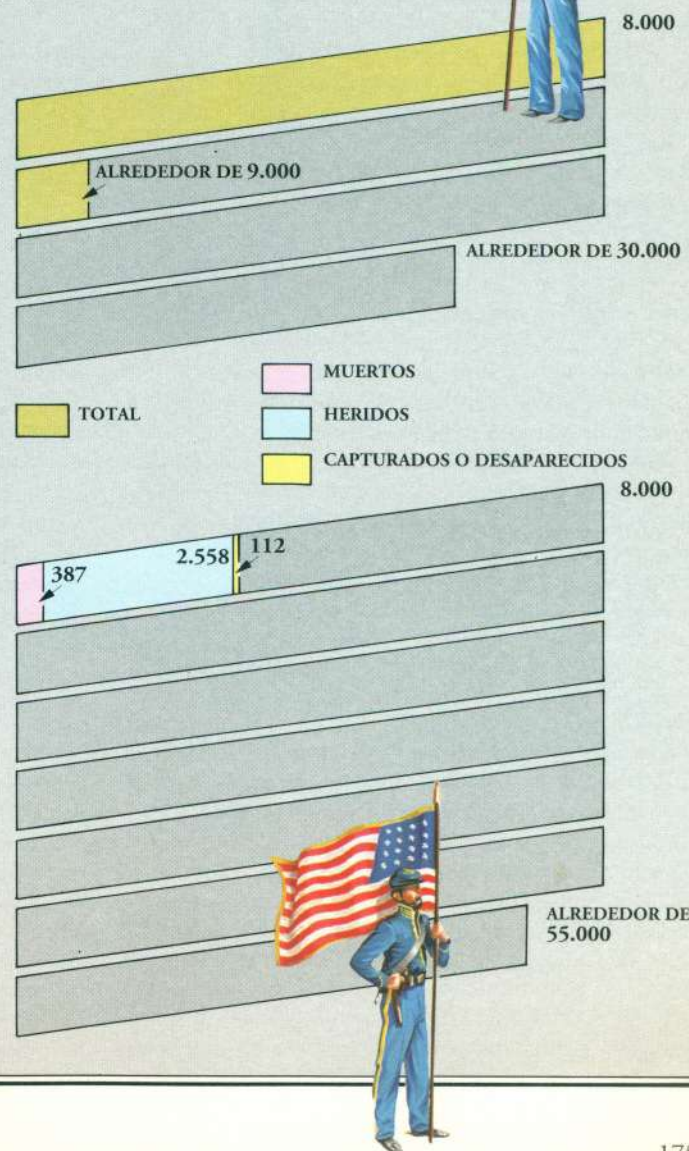 8.000
ALREDEDOR DE 9.000
ALREDEDOR DE 30.000
MUERTOS
TOTAL
HERIDOS
CAPTURADOS O DESAPARECIDOS
8.000
387
2.558
112
ALREDEDOR DE
55.000